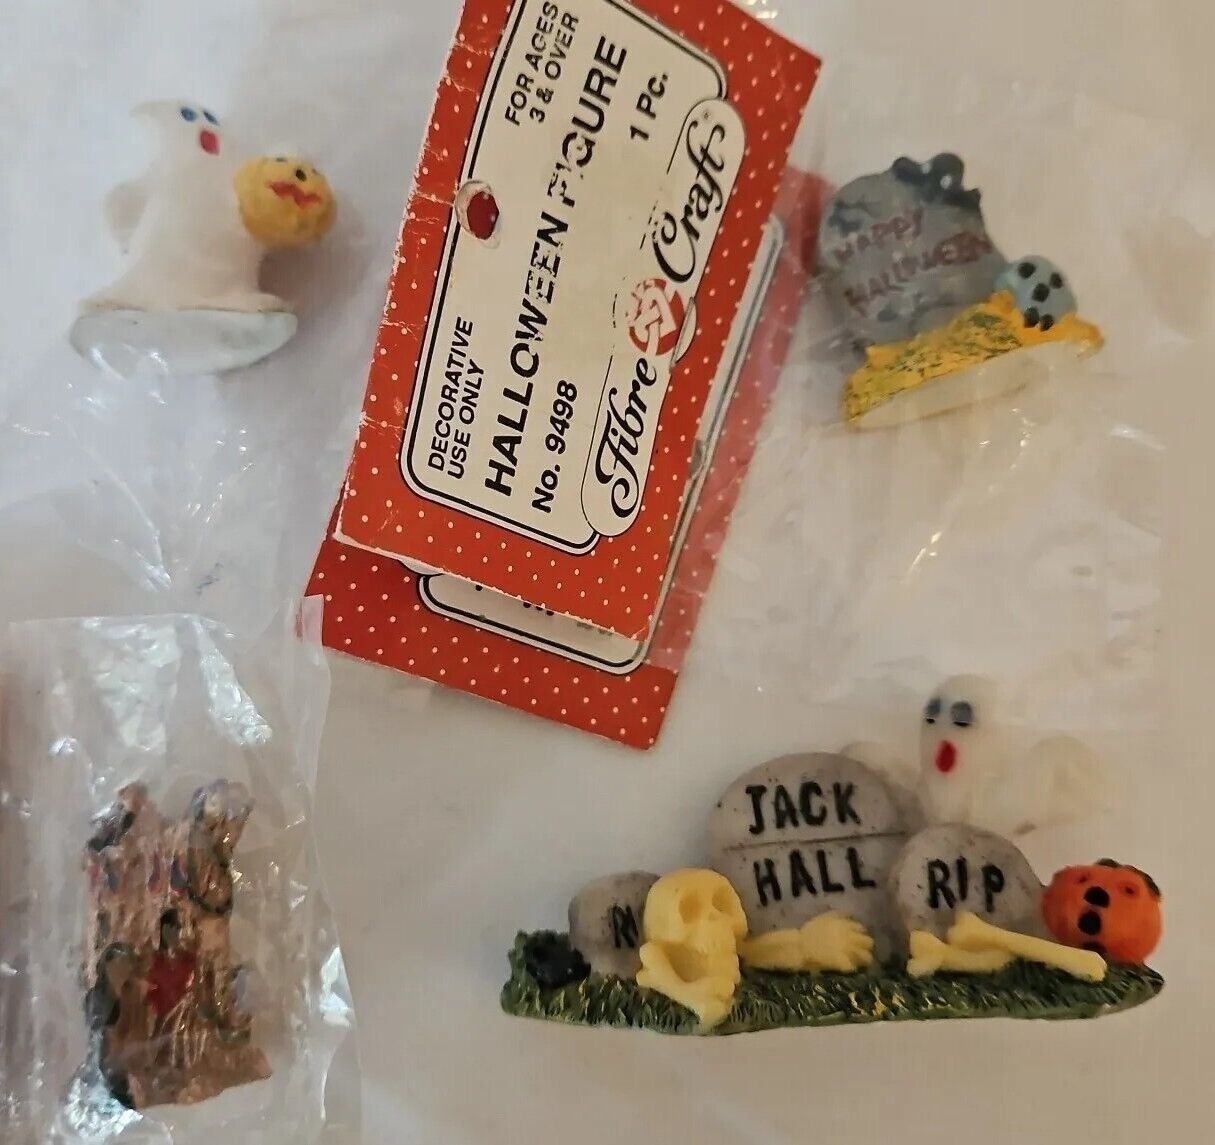 FOR AGES
3 & OVER
DECORATIVE
USE ONLY
HALLOWEEN FIGURE
1 Pc.
No. 9498
Fibre Craft
HAPPY
HALLOWEEN
JACK
HALL
RIP